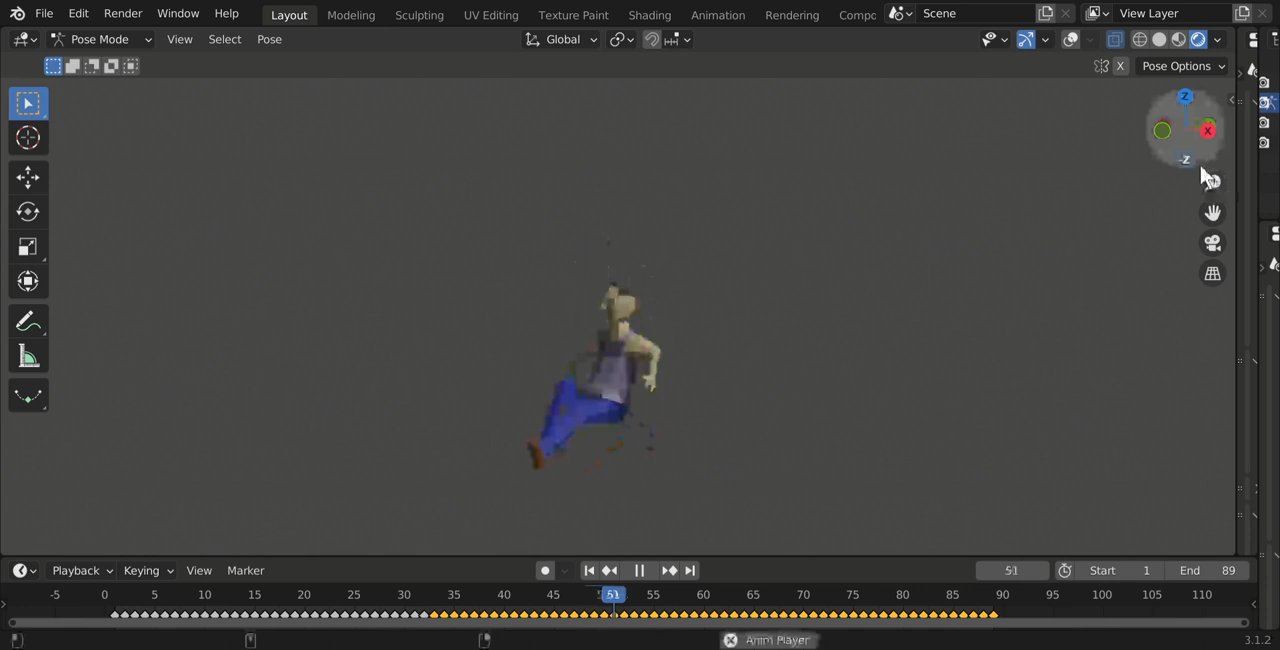 File Edit Render Window Help Layout Modeling Sculpting UV Editing Texture Paint Shading Animation Rendering Compo Scene View Layer
Pose Mode View Select Pose Global
X Pose Options
Z
X
-Z
Playback Keying View Marker 51 Start 1 End 89
-5 0 5 10 15 20 25 30 35 40 45 51 55 60 65 70 75 80 85 90 95 100 105 110
Anim Player 3.1.2